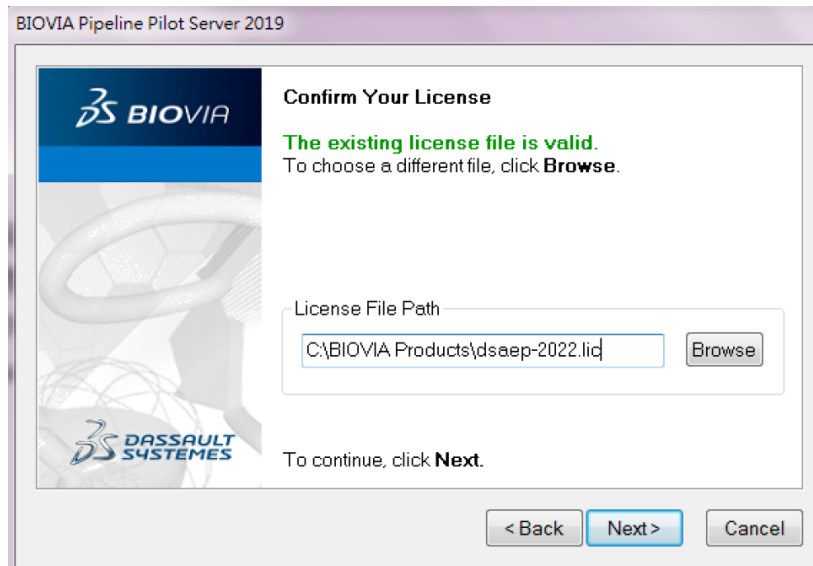 BIOVIA Pipeline Pilot Server 2019
3S BIOVIA
Confirm Your License
The existing license file is valid.
To choose a different file, click Browse.
License File Path
C:\BIOVIA Products\dsaep-2022.lic
Browse
3S DASSAULT
SYSTEMES
To continue, click Next.
< Back
Next >
Cancel